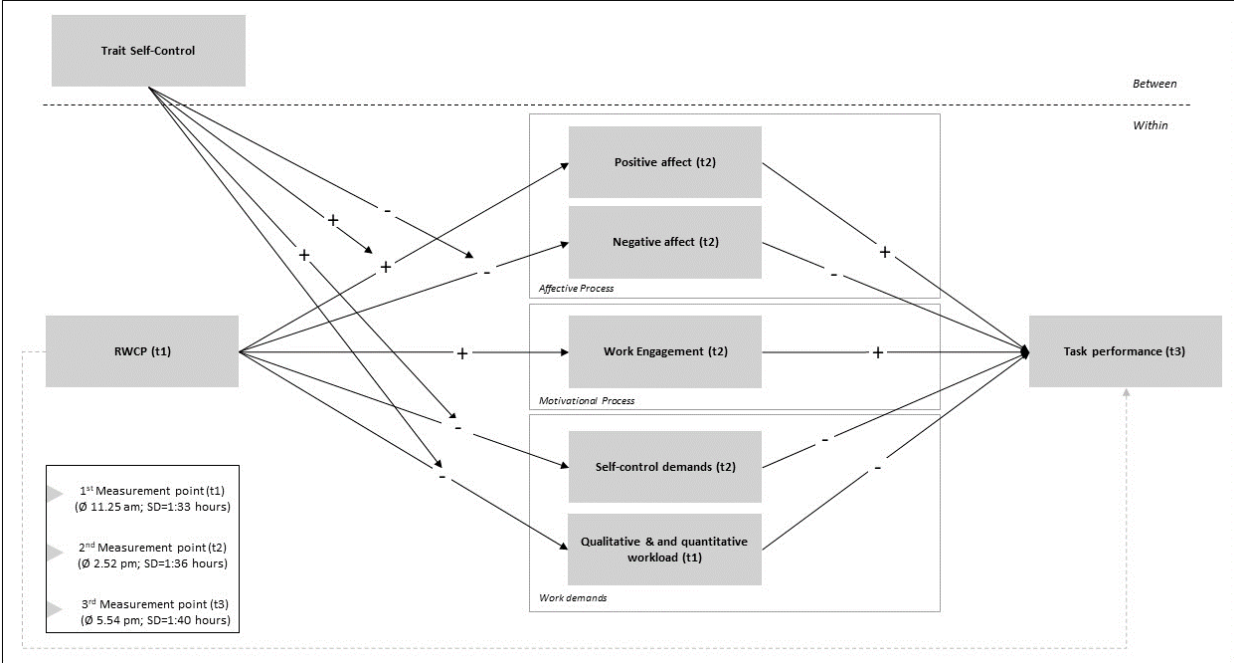 Trait Self-Control
Between
Within
Positive affect (t2)
-
+
+
Negative affect (t2)
+
+
-
-
Affective Process
RWCP (t1)
+
Work Engagement (t2)
+
Task performance (t3)
Motivational Process
-
-
Self-control demands (t2)
-
-
1st Measurement point (t1)
(Ø 11.25 am; SD=1:33 hours)
2nd Measurement point (t2)
(Ø 2.52 pm; SD=1:36 hours)
3rd Measurement point (t3)
(Ø 5.54 pm; SD=1:40 hours)
Qualitative & and quantitative
workload (t1)
Work demands